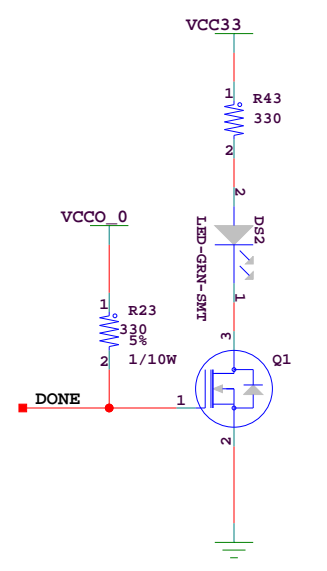 VCC33
1
R43
330
2
2
DS2
LED-GRN-SMT
1
VCCO_0
1
R23
330
5%
1/10W
2
3
Q1
DONE
1
2